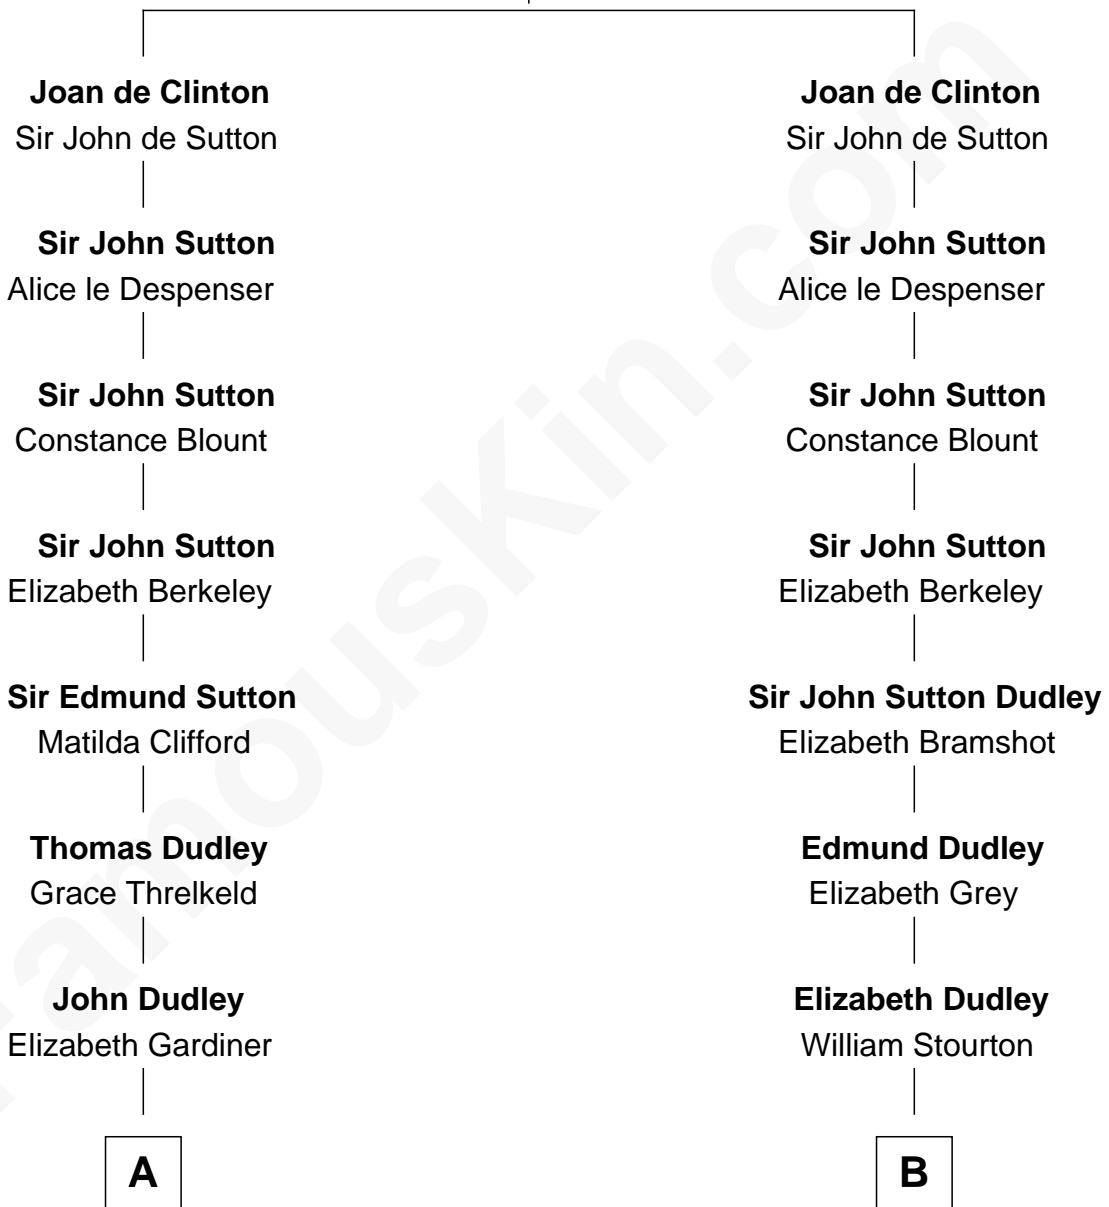 Joan de Clinton
Sir John de Sutton
Sir John Sutton
Alice le Despenser
Sir John Sutton
Constance Blount
Sir John Sutton
Elizabeth Berkeley
Sir Edmund Sutton
Matilda Clifford
Thomas Dudley
Grace Threlkeld
John Dudley
Elizabeth Gardiner
A
Joan de Clinton
Sir John de Sutton
Sir John Sutton
Alice le Despenser
Sir John Sutton
Constance Blount
Sir John Sutton
Elizabeth Berkeley
Sir John Sutton Dudley
Elizabeth Bramshot
Edmund Dudley
Elizabeth Grey
Elizabeth Dudley
William Stourton
B
FamousKin.com